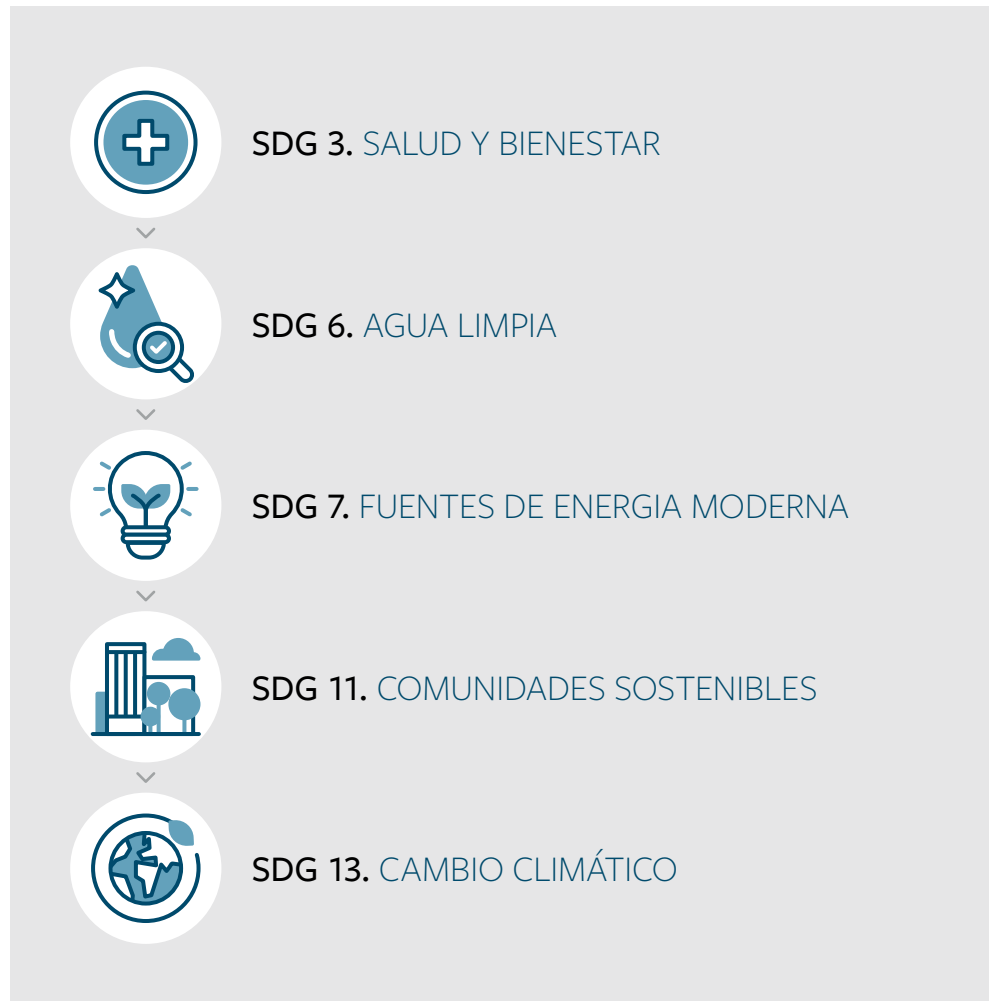 SDG 3. SALUD Y BIENESTAR
SDG 6. AGUA LIMPIA
SDG 7. FUENTES DE ENERGIA MODERNA
SDG 11. COMUNIDADES SOSTENIBLES
SDG 13. CAMBIO CLIMÁTICO